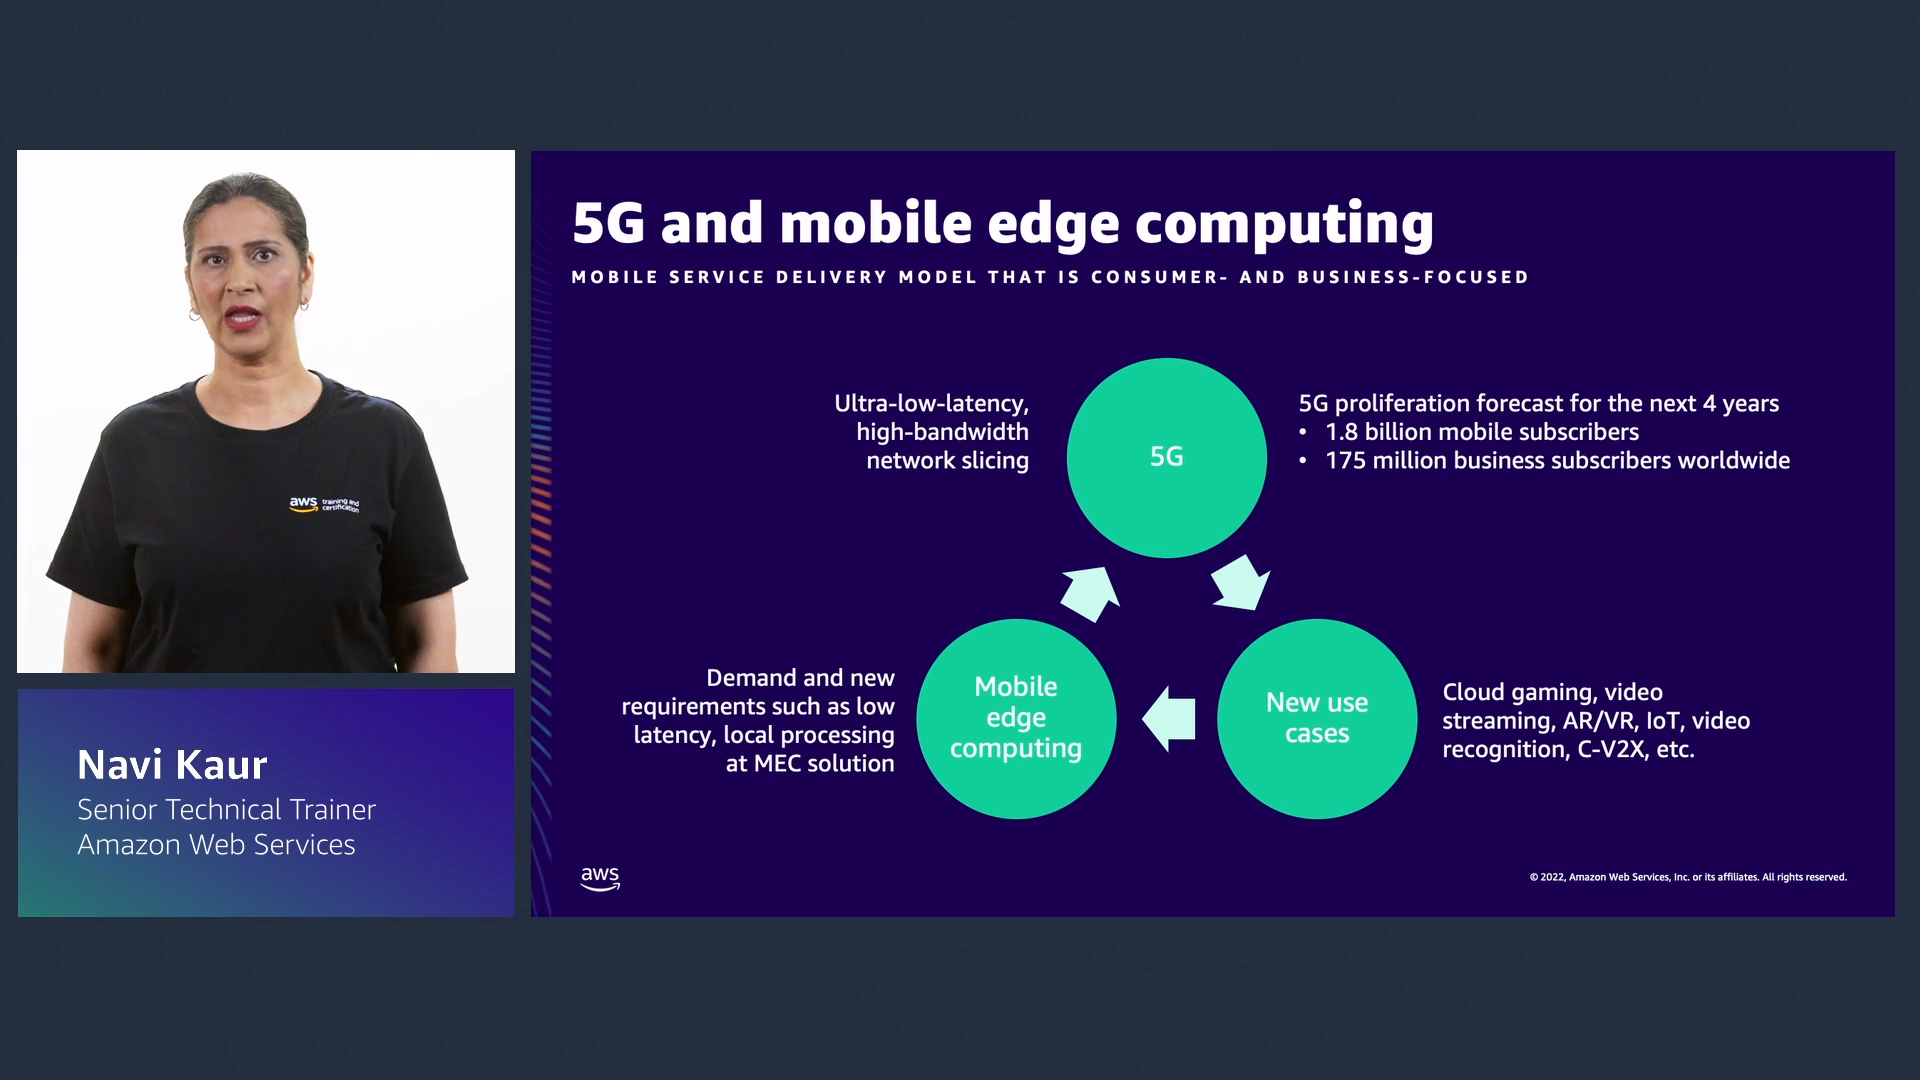 5G and mobile edge computing
MOBILE SERVICE DELIVERY MODEL THAT IS CONSUMER- AND BUSINESS-FOCUSED
Ultra-low-latency,
high-bandwidth
network slicing
5G
5G proliferation forecast for the next 4 years
• 1.8 billion mobile subscribers
• 175 million business subscribers worldwide
Demand and new
requirements such as low
latency, local processing
at MEC solution
Mobile
edge
computing
New use
cases
Cloud gaming, video
streaming, AR/VR, IoT, video
recognition, C-V2X, etc.
aws
© 2022, Amazon Web Services, Inc. or its affiliates. All rights reserved.
aws training and
certification
Navi Kaur
Senior Technical Trainer
Amazon Web Services